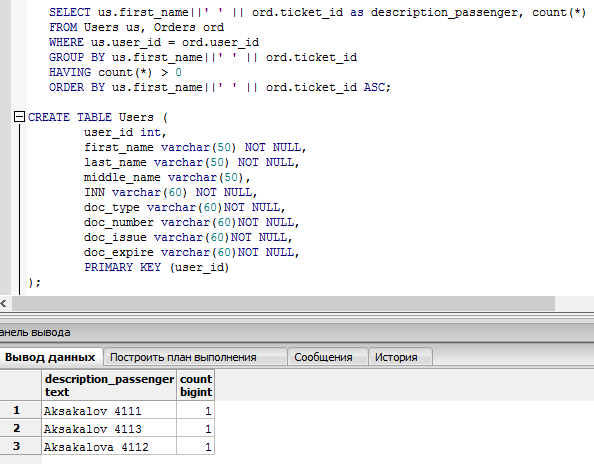 SELECT us.first_name||' ' || ord.ticket_id as description_passenger, count(*)
FROM Users us, Orders ord
WHERE us.user_id = ord.user_id
GROUP BY us.first_name||' ' || ord.ticket_id
HAVING count(*) > 0
ORDER BY us.first_name||' ' || ord.ticket_id ASC;
CREATE TABLE Users (
user_id int,
first_name varchar(50) NOT NULL,
last_name varchar(50) NOT NULL,
middle_name varchar(50),
INN varchar(60) NOT NULL,
doc_type varchar(60)NOT NULL,
doc_number varchar(60)NOT NULL,
doc_issue varchar(60)NOT NULL,
doc_expire varchar(60)NOT NULL,
PRIMARY KEY (user_id)
);
анель вывода
Вывод данных Построить план выполнения Сообщения История
description_passenger count
text bigint
1 Aksakalov 4111 1
2 Aksakalov 4113 1
3 Aksakalova 4112 1